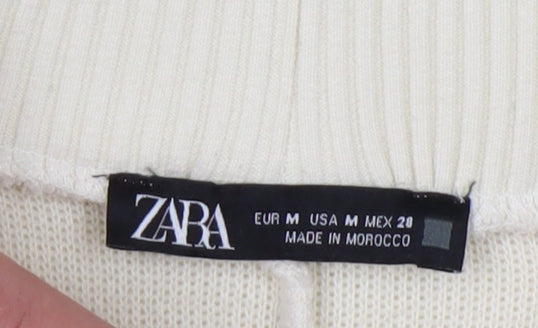 ZARA
EUR M USA M MEX 28
MADE IN MOROCCO